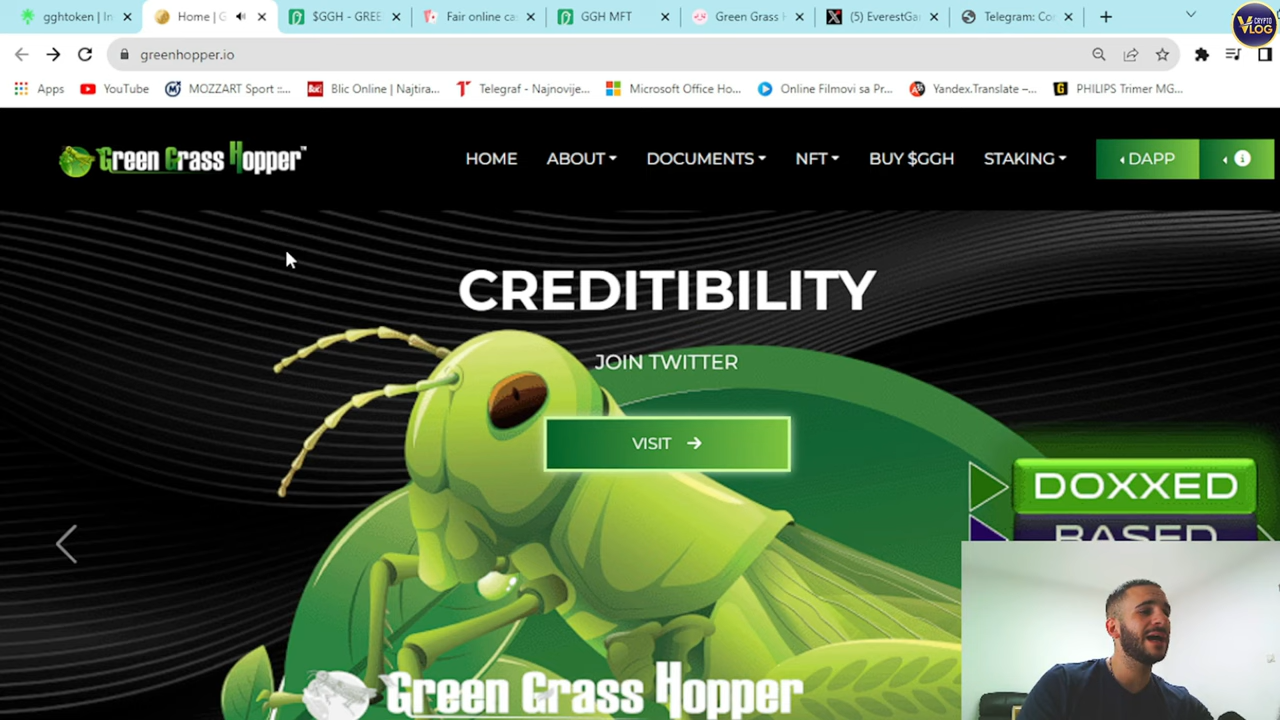 gghtoken | In
Home | G
$GGH - GREE
Fair online ca
GGH MFT
Green Grass H
(5) EverestGa
Telegram: Co
CRYPTO
VLOG
greenhopper.io
Apps
YouTube
MOZZART Sport ::...
Blic Online | Najtira...
Telegraf - Najnovije...
Microsoft Office Ho...
Online Filmovi sa Pr...
Yandex.Translate –...
PHILIPS Trimer MG...
Green Grass Hopper™
HOME
ABOUT
DOCUMENTS
NFT
BUY $GGH
STAKING
DAPP
CREDITIBILITY
JOIN TWITTER
VISIT →
DOXXED
BASED
Green Grass Hopper